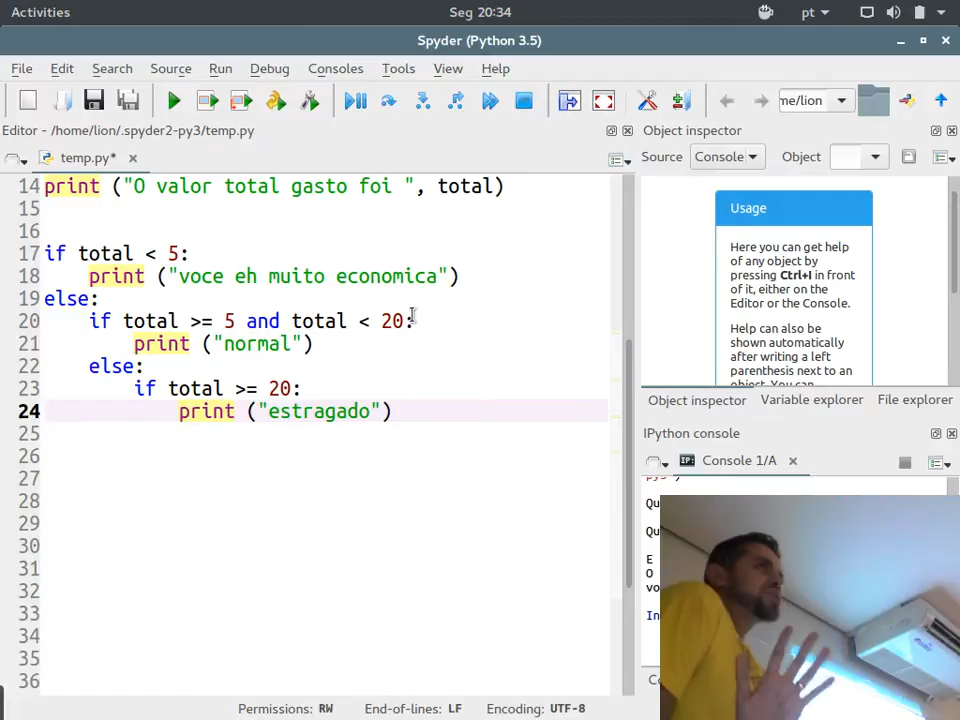 Activities
Seg 20:34
pt
Spyder (Python 3.5)
File Edit Search Source Run Debug Consoles Tools View Help
me/lion
Editor - /home/lion/.spyder2-py3/temp.py
temp.py*
14 print ("O valor total gasto foi ", total)
15
16
17 if total < 5:
18 print ("voce eh muito economica")
19 else:
20 if total >= 5 and total < 20:
21 print ("normal")
22 else:
23 if total >= 20:
24 print ("estragado")
25
26
27
28
29
30
31
32
33
34
35
36
Object inspector
Source Console Object
Usage
Here you can get help
of any object by
pressing Ctrl+I in front
of it, either on the
Editor or the Console.
Help can also be
shown automatically
after writing a left
parenthesis next to an
object. You can
Object inspector Variable explorer File explorer
IPython console
IP: Console 1/A
Qu
Qu
E
O
vo
In
Permissions: RW End-of-lines: LF Encoding: UTF-8